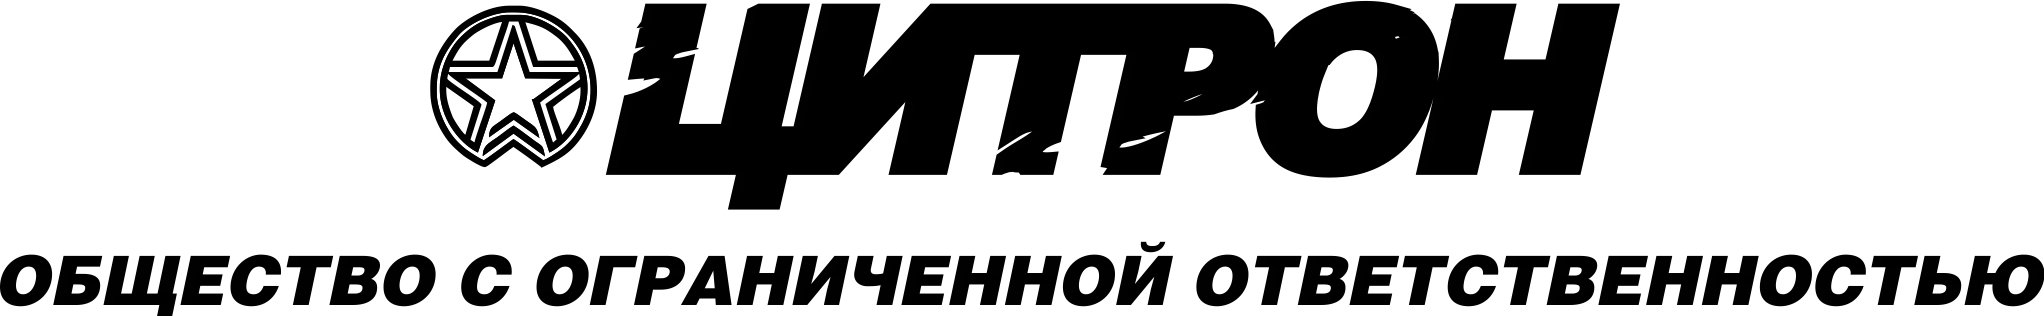 ЦИТРОН
ОБЩЕСТВО С ОГРАНИЧЕННОЙ ОТВЕТСТВЕННОСТЬЮ